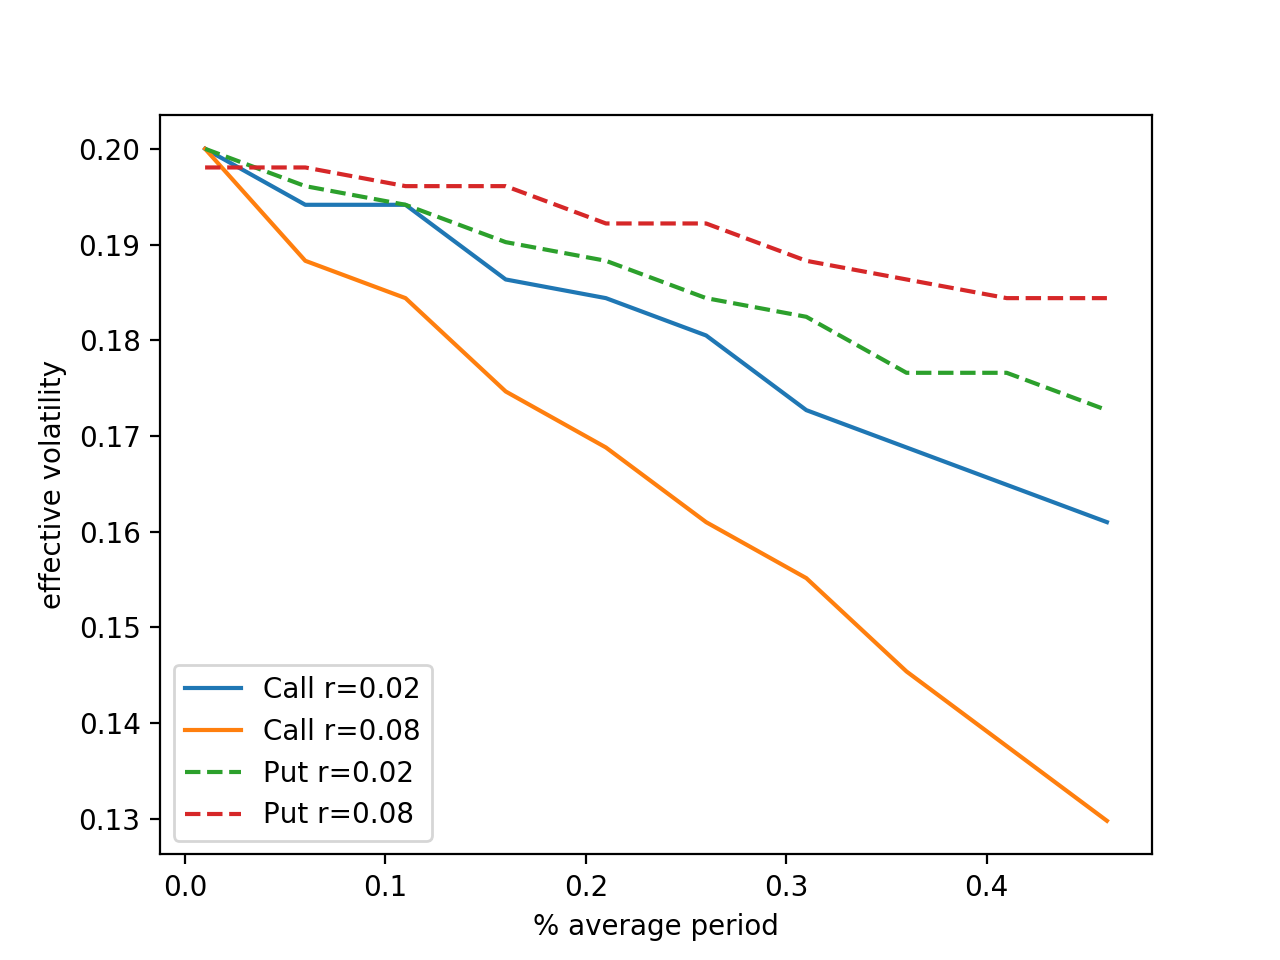 0.20
0.19
0.18
0.17
0.16
0.15
0.14
0.13
effective volatility
Call r=0.02
Call r=0.08
Put r=0.02
Put r=0.08
0.0 0.1 0.2 0.3 0.4
% average period